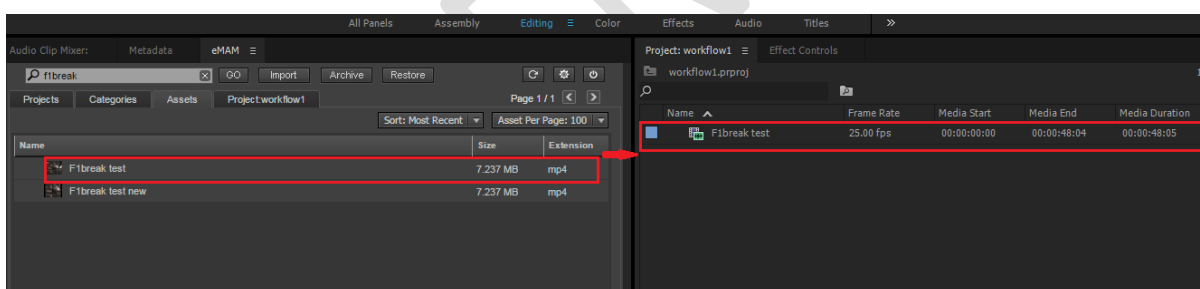 All Panels Assembly Editing Color Effects Audio Titles »
Audio Clip Mixer: Metadata eMAM
f1break GO Import Archive Restore
Projects Categories Assets Project:workflow1 Page 1 / 1 < >
Sort: Most Recent Asset Per Page: 100
Name Size Extension
F1break test 7.237 MB mp4
F1break test new 7.237 MB mp4
Project: workflow1 Effect Controls
workflow1.prproj 1
Name Frame Rate Media Start Media End Media Duration
F1break test 25.00 fps 00:00:00:00 00:00:48:04 00:00:48:05